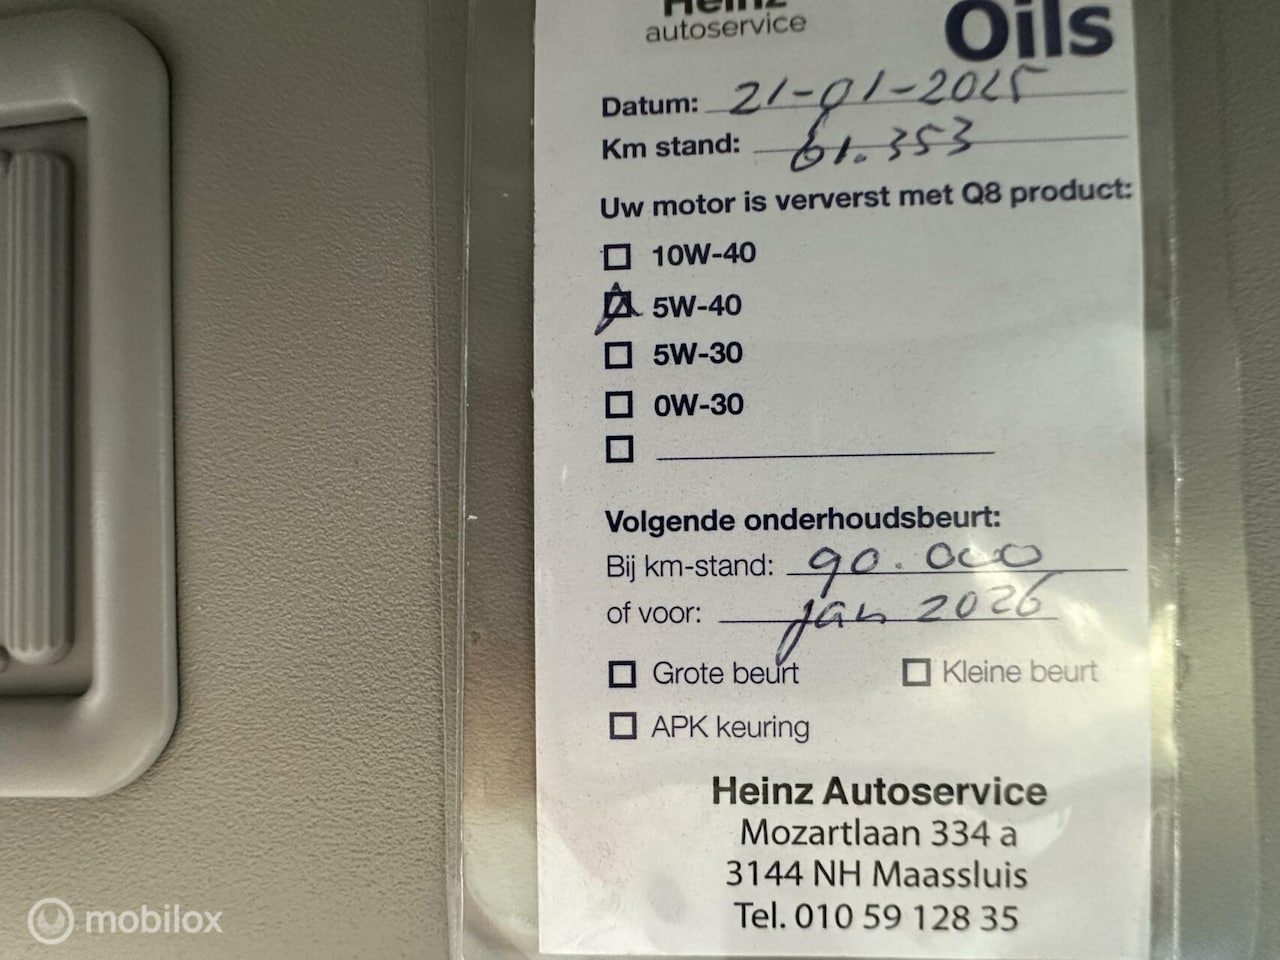 Heinz
autoservice
Oils
Datum: 21-01-2025
Km stand: 61.353
Uw motor is ververst met Q8 product:
10W-40
5W-40
5W-30
0W-30
Volgende onderhoudsbeurt:
Bij km-stand: 90.000
of voor: jan 2026
Grote beurt Kleine beurt
APK keuring
Heinz Autoservice
Mozartlaan 334 a
3144 NH Maassluis
Tel. 010 59 128 35
mobilox